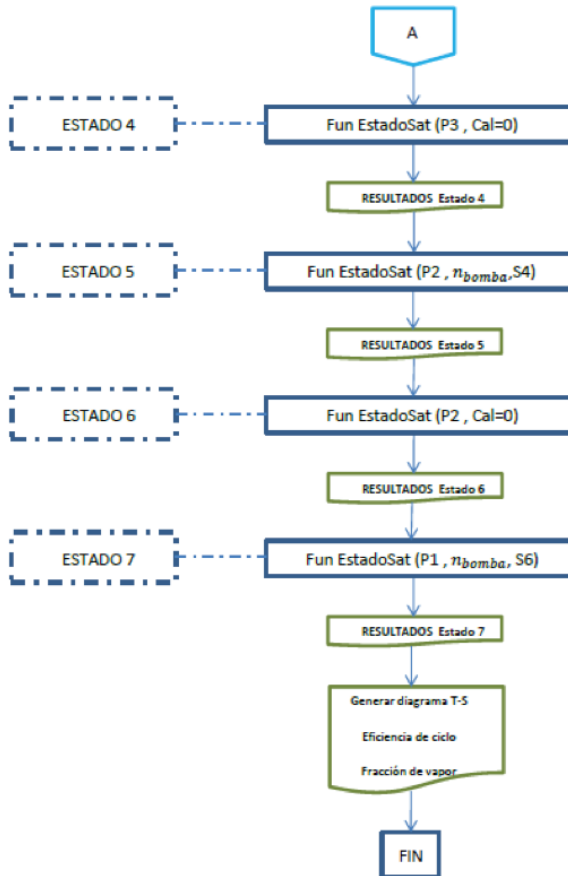 A
ESTADO 4
Fun EstadoSat (P3 , Cal=0)
RESULTADOS Estado 4
ESTADO 5
Fun EstadoSat (P2 , n_bomba,S4)
RESULTADOS Estado 5
ESTADO 6
Fun EstadoSat (P2 , Cal=0)
RESULTADOS Estado 6
ESTADO 7
Fun EstadoSat (P1 , n_bomba, S6)
RESULTADOS Estado 7
Generar diagrama T-S
Eficiencia de ciclo
Fracción de vapor
FIN